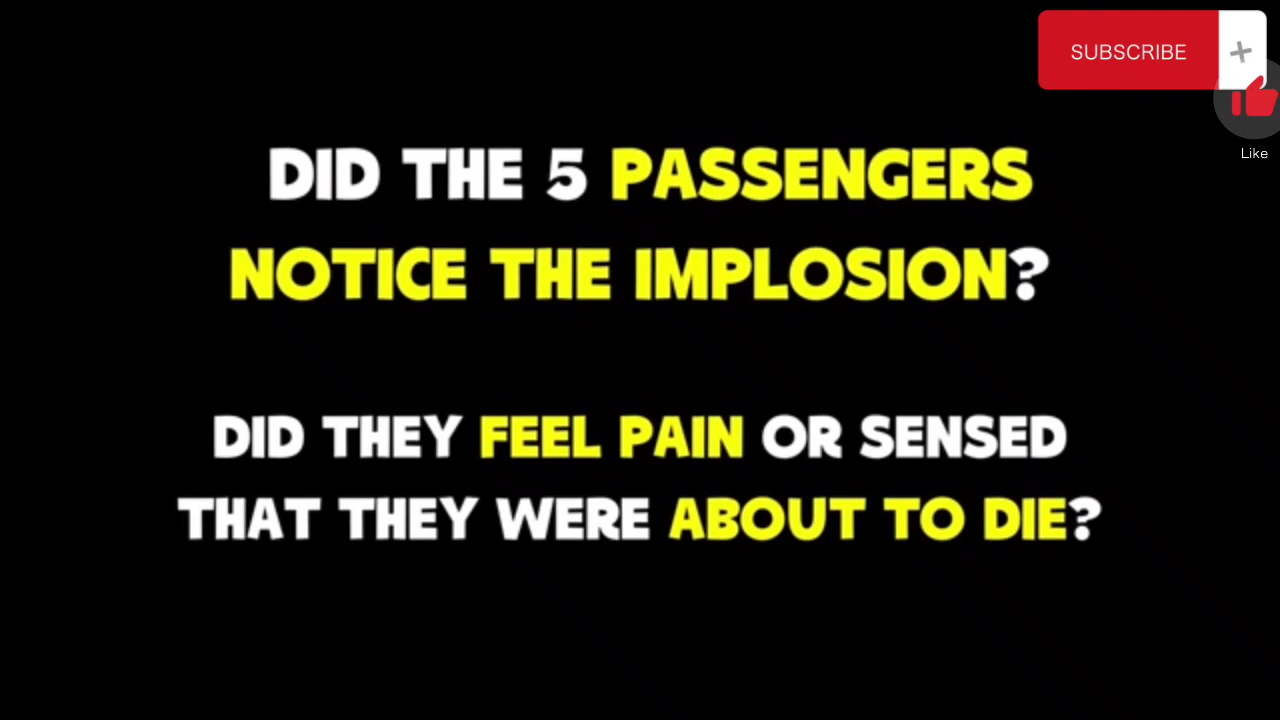 SUBSCRIBE
Like
DID THE 5 PASSENGERS
NOTICE THE IMPLOSION?
DID THEY FEEL PAIN OR SENSED
THAT THEY WERE ABOUT TO DIE?